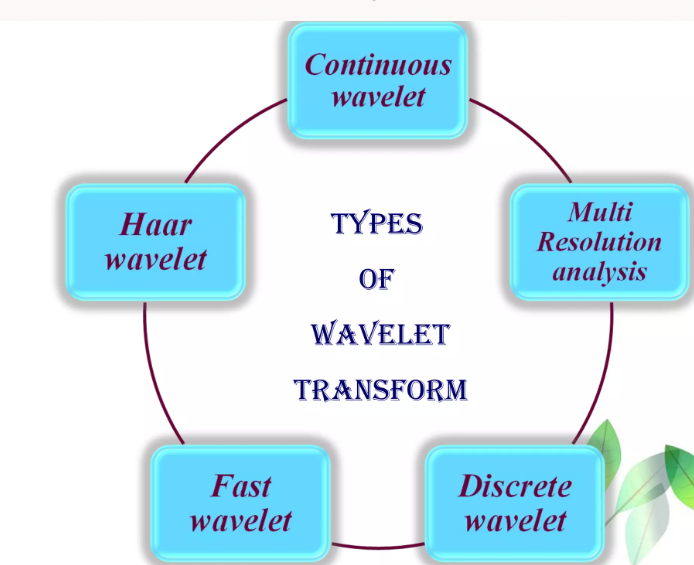 Continuous
wavelet
Haar
wavelet
TYPES
OF
WAVELET
TRANSFORM
Multi
Resolution
analysis
Fast
wavelet
Discrete
wavelet